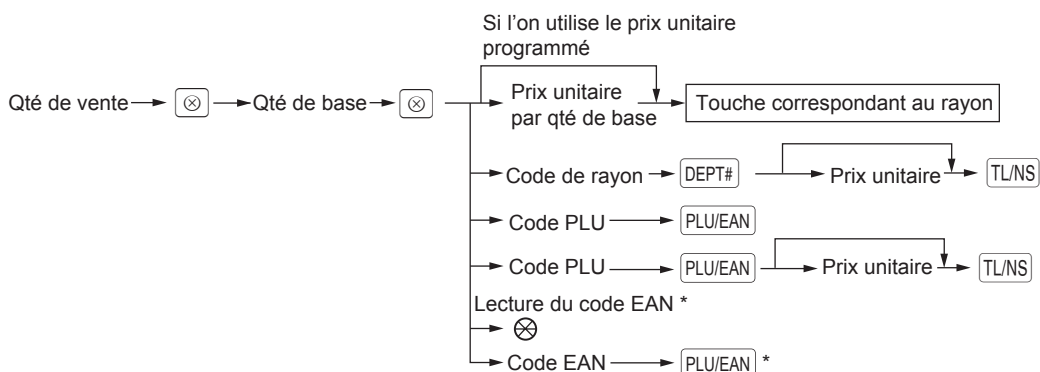 Si l'on utilise le prix unitaire
programmé
Qté de vente ⊗ Qté de base ⊗ Prix unitaire
par qté de base Touche correspondant au rayon
Code de rayon DEPT# Prix unitaire TL/NS
Code PLU PLU/EAN
Code PLU PLU/EAN Prix unitaire TL/NS
Lecture du code EAN *
Code EAN PLU/EAN *